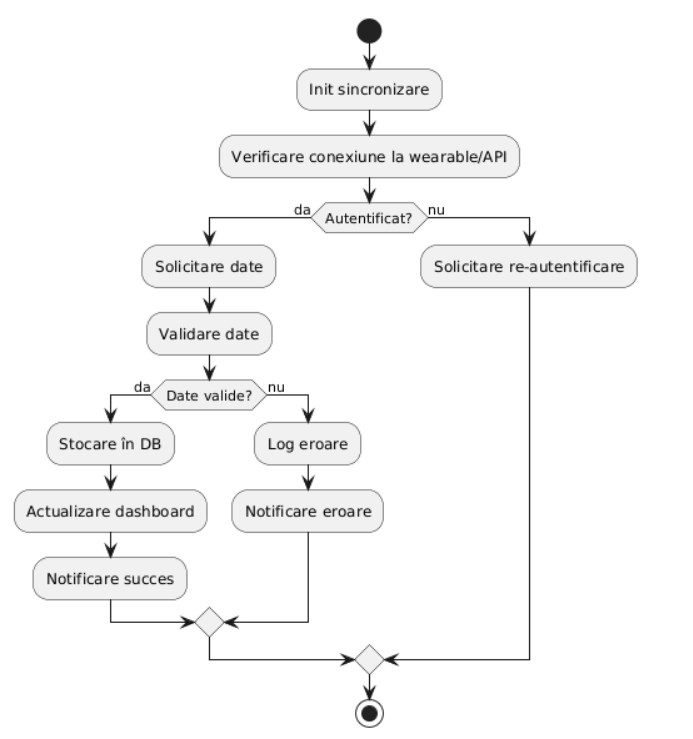 Init sincronizare
Verificare conexiune la wearable/API
da
Autentificat?
nu
Solicitare date
Solicitare re-autentificare
Validare date
da
Date valide?
nu
Stocare în DB
Log eroare
Actualizare dashboard
Notificare eroare
Notificare succes